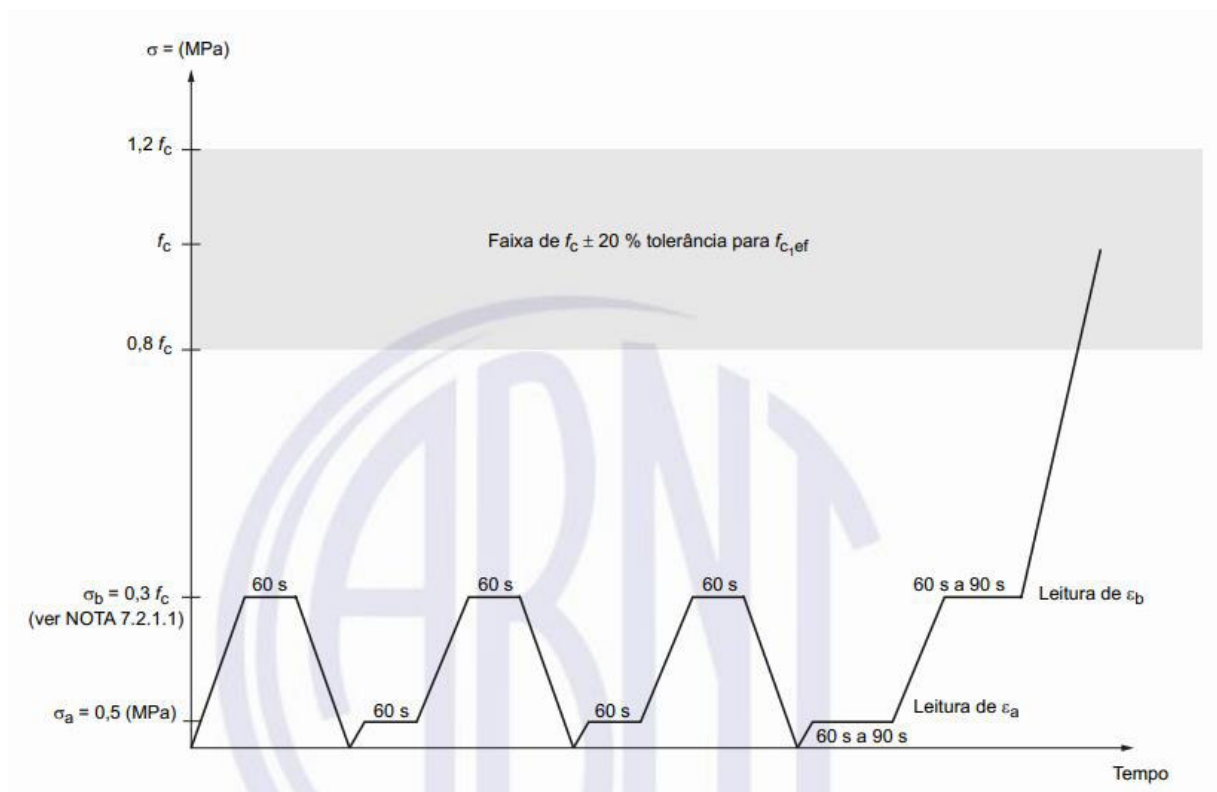 σ = (MPa)
1,2 fc
fc
Faixa de fc ± 20 % tolerância para fc1ef
0,8 fc
60 s
60 s
60 s
60 s a 90 s
σb = 0,3 fc
Leitura de εb
(ver NOTA 7.2.1.1)
σa = 0,5 (MPa)
60 s
60 s
Leitura de εa
60 s a 90 s
Tempo
ABNT